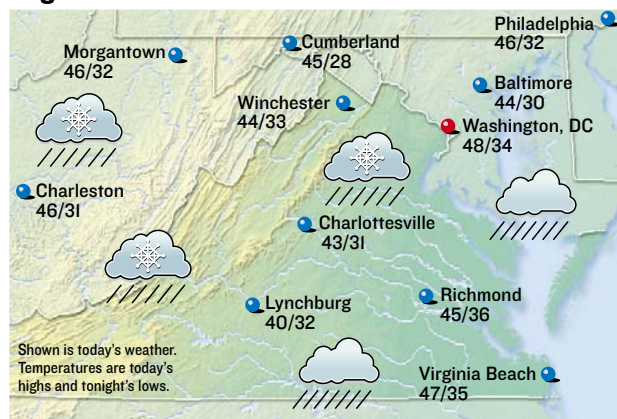 Philadelphia
46/32
Morgantown
46/32
Cumberland
45/28
Baltimore
44/30
Winchester
44/33
Washington, DC
48/34
Charleston
46/31
Charlottesville
43/31
Lynchburg
40/32
Richmond
45/36
Shown is today’s weather.
Temperatures are today’s
highs and tonight’s lows.
Virginia Beach
47/35